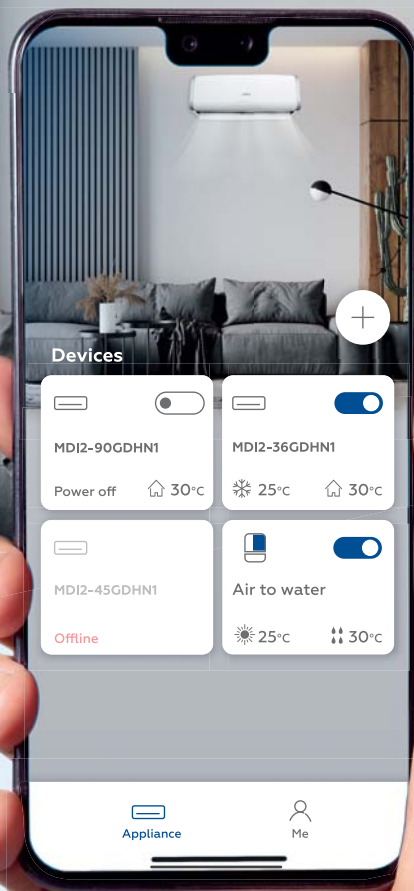 Devices
MDI2-90GDHN1
Power off 30°C
MDI2-36GDHN1
25°C 30°C
MDI2-45GDHN1
Offline
Air to water
25°C 30°C
Appliance
Me